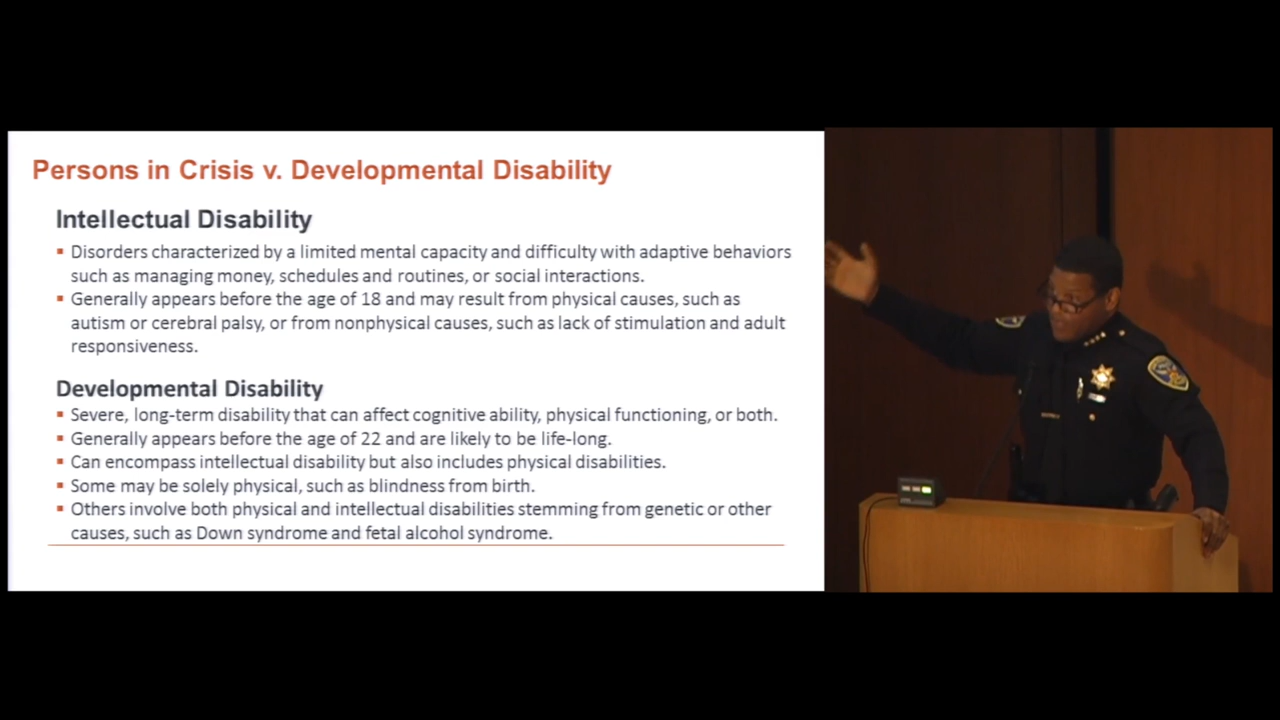 Persons in Crisis v. Developmental Disability
Intellectual Disability
▪ Disorders characterized by a limited mental capacity and difficulty with adaptive behaviors
such as managing money, schedules and routines, or social interactions.
▪ Generally appears before the age of 18 and may result from physical causes, such as
autism or cerebral palsy, or from nonphysical causes, such as lack of stimulation and adult
responsiveness.
Developmental Disability
▪ Severe, long-term disability that can affect cognitive ability, physical functioning, or both.
▪ Generally appears before the age of 22 and are likely to be life-long.
▪ Can encompass intellectual disability but also includes physical disabilities.
▪ Some may be solely physical, such as blindness from birth.
▪ Others involve both physical and intellectual disabilities stemming from genetic or other
causes, such as Down syndrome and fetal alcohol syndrome.